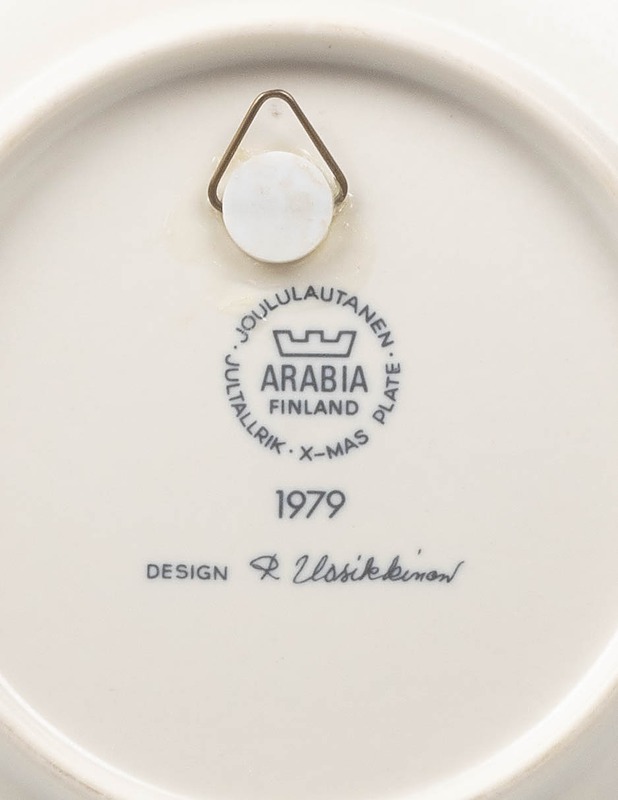 JOULULAUTANEN · JULTALLRIK · X-MAS PLATE ·
ARABIA
FINLAND
1979
DESIGN R Uosikkinen